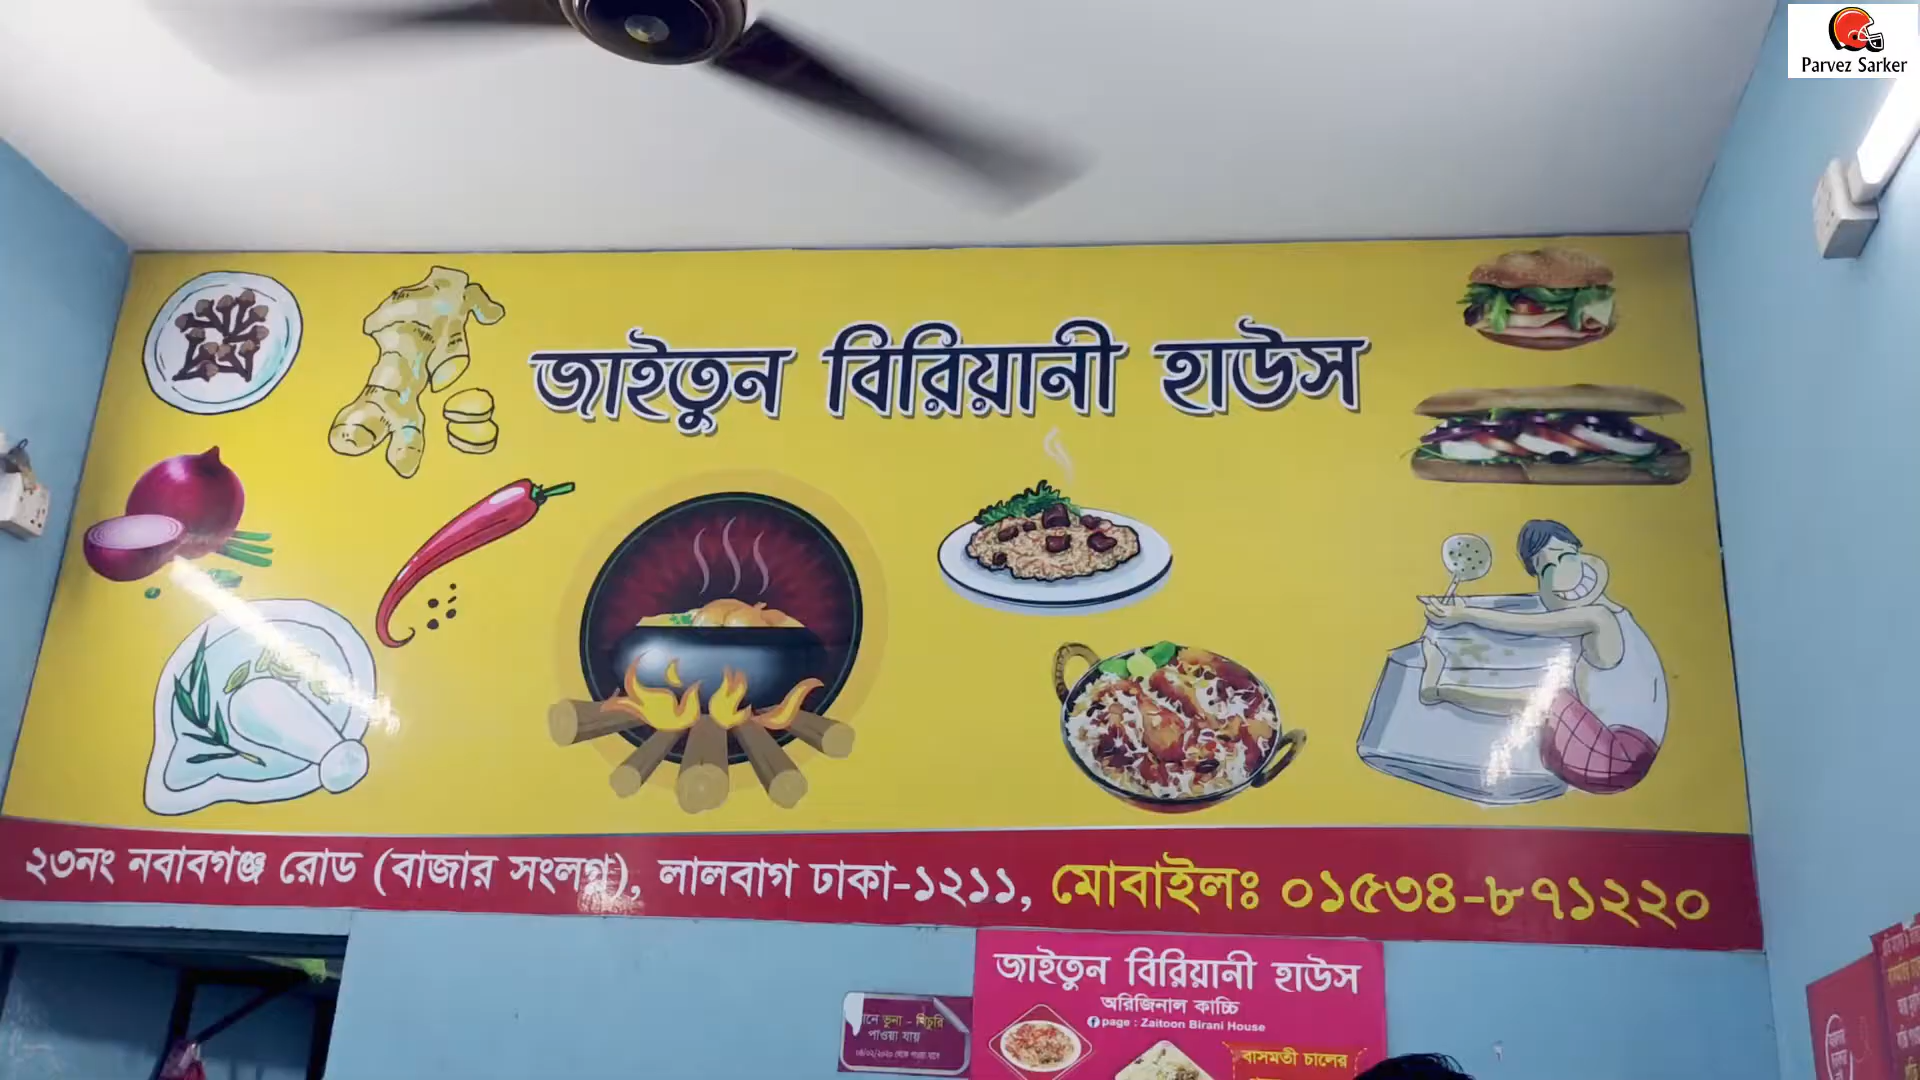 Parvez Sarker
জাইতুন বিরিয়ানী হাউস
২৩নং নবাবগঞ্জ রোড (বাজার সংলগ্ন), লালবাগ ঢাকা-১২১১, মোবাইলঃ ০১৫৩৪-৮৭১২২০
জাইতুন বিরিয়ানী হাউস
অরিজিনাল কাচ্চি
page : Zaitoon Birani House
বাসমতী চালের
ভুনা - খিচুরি
পাওয়া যায়